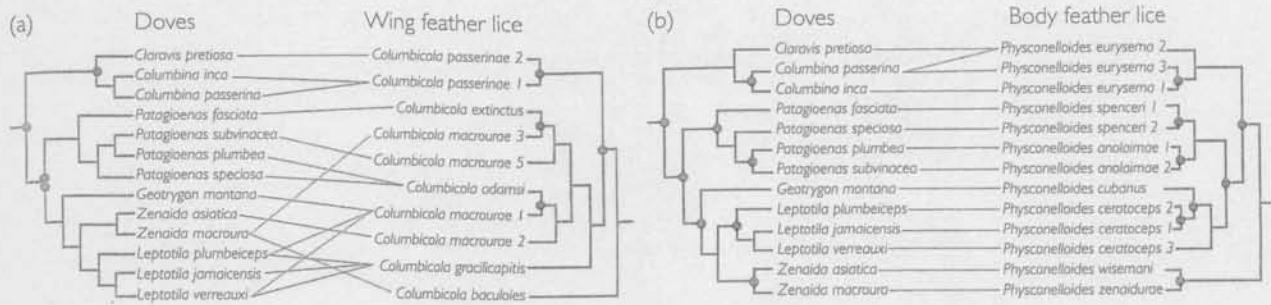 (a)
Doves
Wing feather lice
Claravis pretiosa
Columbina inca
Columbina passerina
Patagioenas fasciata
Patagioenas subvinacea
Patagioenas plumbea
Patagioenas speciosa
Geotrygon montana
Zenaida asiatica
Zenaida macroura
Leptotila plumbeiceps
Leptotila jamaicensis
Leptotila verreauxi
Columbicola passerinae 2
Columbicola passerinae 1
Columbicola extinctus
Columbicola macrourae 3
Columbicola macrourae 5
Columbicola adamsi
Columbicola macrourae 1
Columbicola macrourae 2
Columbicola gracilicapitis
Columbicola baculoies
(b)
Doves
Body feather lice
Claravis pretiosa
Columbina passerina
Columbina inca
Patagioenas fasciata
Patagioenas speciosa
Patagioenas plumbea
Patagioenas subvinacea
Geotrygon montana
Leptotila plumbeiceps
Leptotila jamaicensis
Leptotila verreauxi
Zenaida asiatica
Zenaida macroura
Physconelloides eurysema 2
Physconelloides eurysema 3
Physconelloides eurysema 1
Physconelloides spenceri 1
Physconelloides spenceri 2
Physconelloides anolaimae 1
Physconelloides anolaimae 2
Physconelloides cubanus
Physconelloides ceratoceps 2
Physconelloides ceratoceps 1
Physconelloides ceratoceps 3
Physconelloides wisemani
Physconelloides zenaidurae